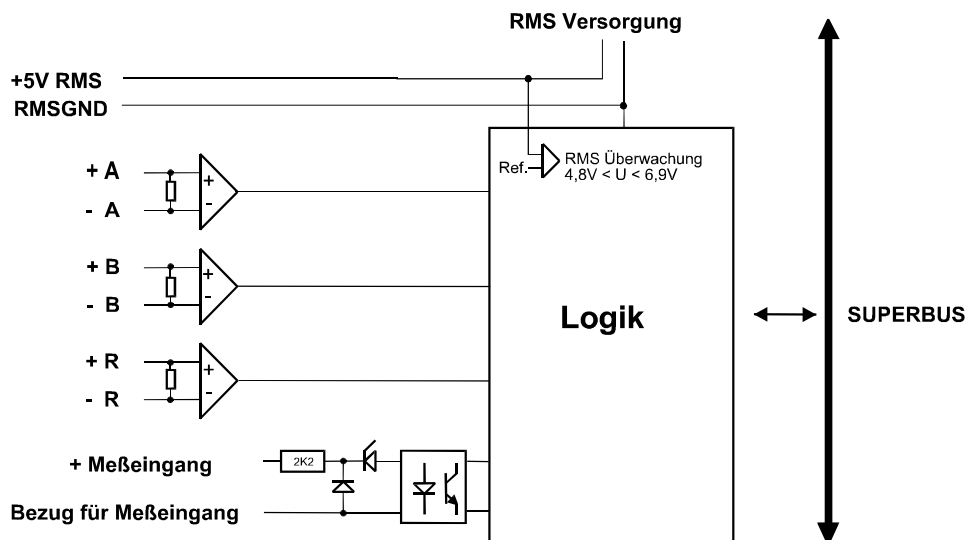 RMS Versorgung
+5V RMS
RMSGND
Ref.
RMS Überwachung
4,8V < U < 6,9V
+ A
- A
+
-
+ B
- B
+
-
Logik
SUPERBUS
+ R
- R
+
-
+ Meßeingang
2K2
Bezug für Meßeingang